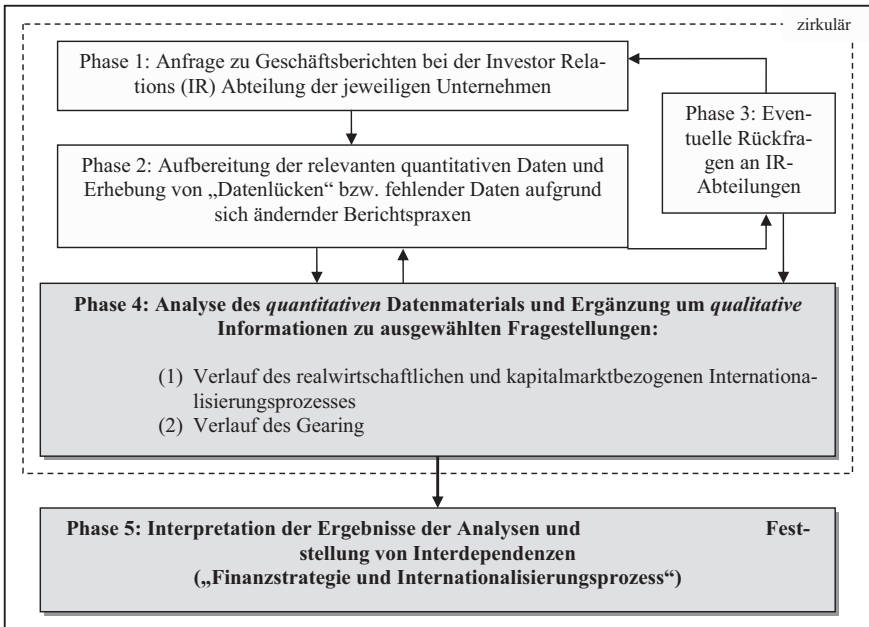 zirkulär
Phase 1: Anfrage zu Geschäftsberichten bei der Investor Rela-
tions (IR) Abteilung der jeweiligen Unternehmen
Phase 3: Even-
tuelle Rückfra-
gen an IR-
Abteilungen
Phase 2: Aufbereitung der relevanten quantitativen Daten und
Erhebung von „Datenlücken“ bzw. fehlender Daten aufgrund
sich ändernder Berichtspraxen
Phase 4: Analyse des quantitativen Datenmaterials und Ergänzung um qualitative
Informationen zu ausgewählten Fragestellungen:
(1) Verlauf des realwirtschaftlichen und kapitalmarktbezogenen Internationa-
lisierungsprozesses
(2) Verlauf des Gearing
Phase 5: Interpretation der Ergebnisse der Analysen und Fest-
stellung von Interdependenzen
(„Finanzstrategie und Internationalisierungsprozess“)